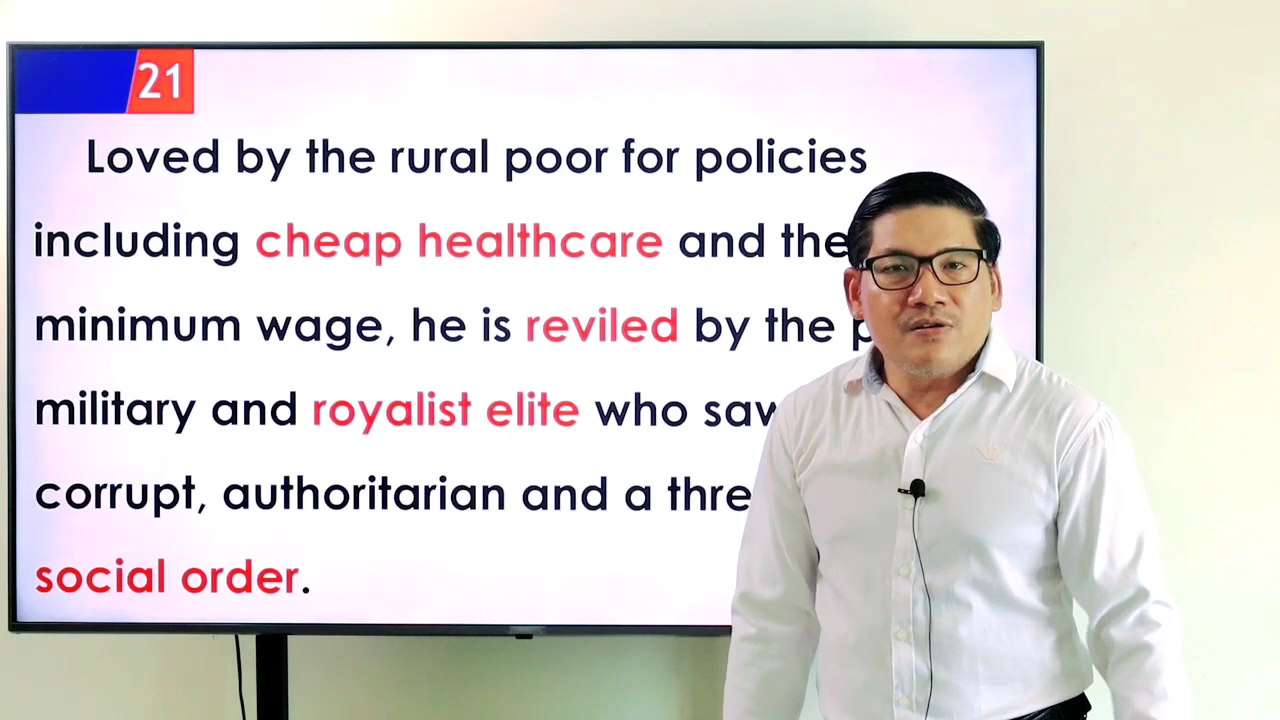 21
Loved by the rural poor for policies
including cheap healthcare and the
minimum wage, he is reviled by the
military and royalist elite who saw
corrupt, authoritarian and a
social order.